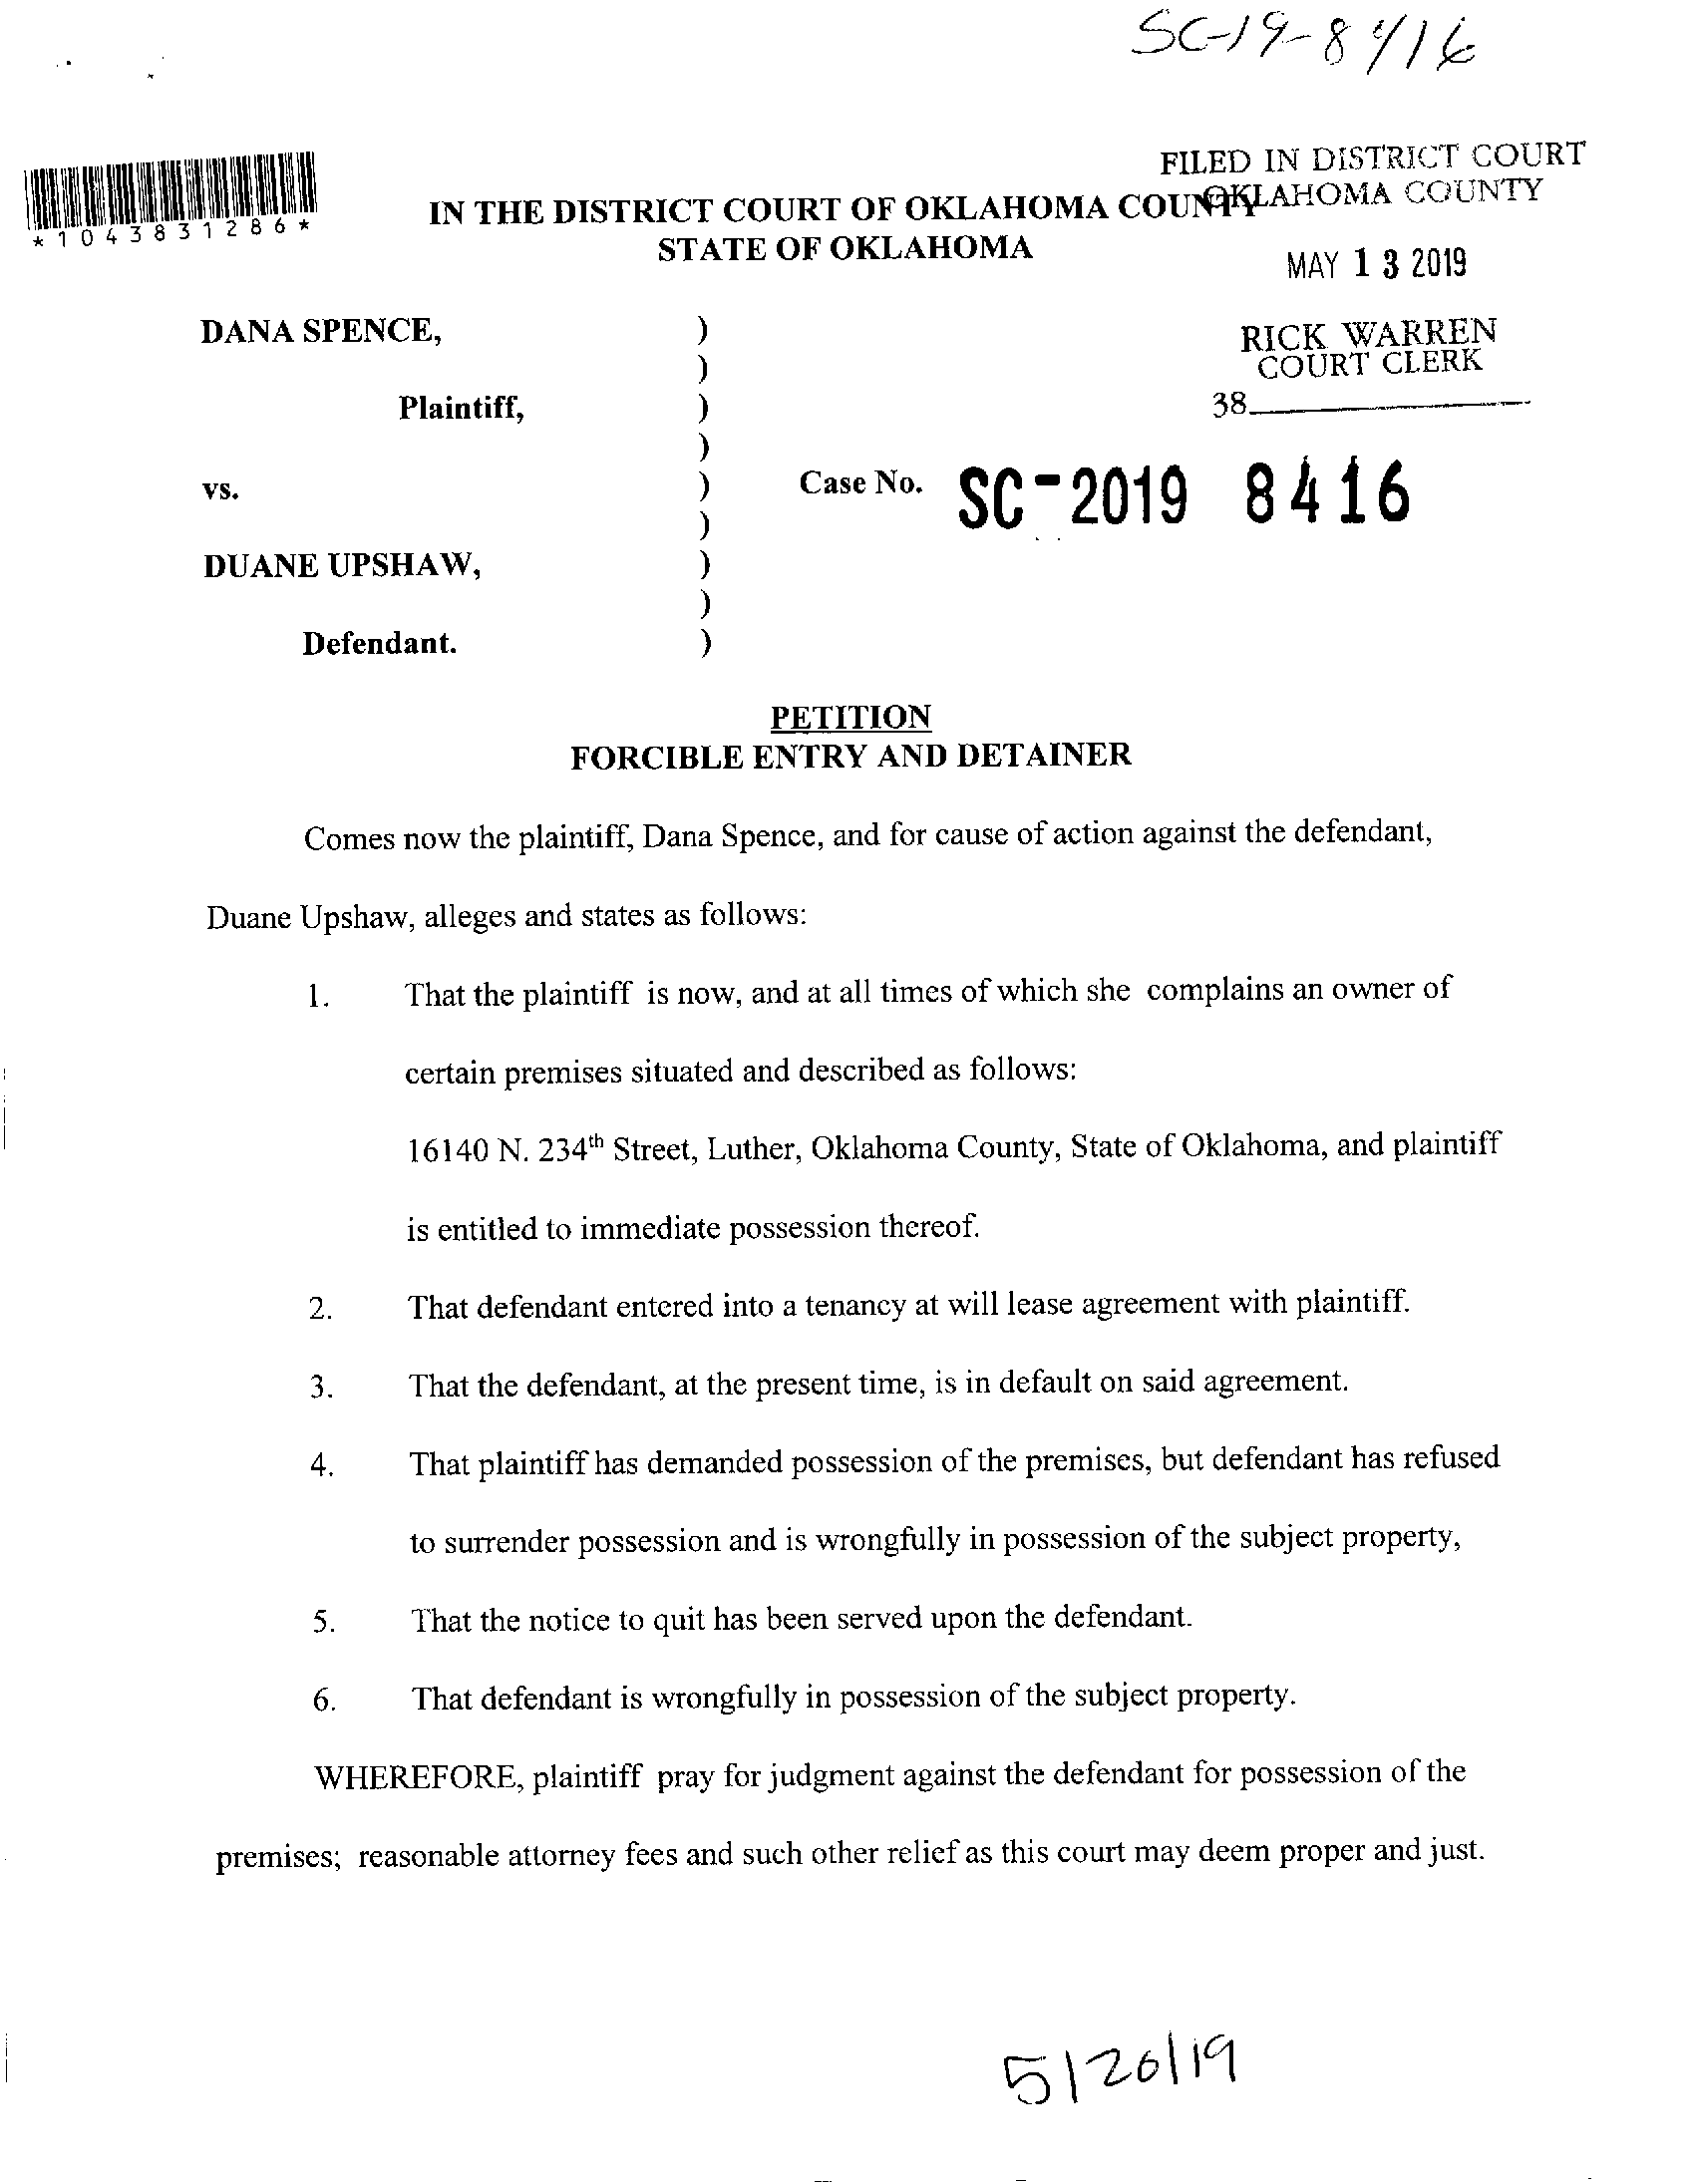 SC-19-8416
FILED IN DISTRICT COURT
OKLAHOMA COUNTY
*1043831286*
IN THE DISTRICT COURT OF OKLAHOMA COUNTY
STATE OF OKLAHOMA
MAY 13 2019
DANA SPENCE, )
)
RICK WARREN
COURT CLERK
Plaintiff, )
38
)
vs. )
Case No. SC-2019 8416
)
DUANE UPSHAW, )
)
Defendant. )
PETITION
FORCIBLE ENTRY AND DETAINER
Comes now the plaintiff, Dana Spence, and for cause of action against the defendant,
Duane Upshaw, alleges and states as follows:
1. That the plaintiff is now, and at all times of which she complains an owner of
certain premises situated and described as follows:
16140 N. 234th Street, Luther, Oklahoma County, State of Oklahoma, and plaintiff
is entitled to immediate possession thereof.
2. That defendant entered into a tenancy at will lease agreement with plaintiff.
3. That the defendant, at the present time, is in default on said agreement.
4. That plaintiff has demanded possession of the premises, but defendant has refused
to surrender possession and is wrongfully in possession of the subject property,
5. That the notice to quit has been served upon the defendant.
6. That defendant is wrongfully in possession of the subject property.
WHEREFORE, plaintiff pray for judgment against the defendant for possession of the
premises; reasonable attorney fees and such other relief as this court may deem proper and just.
5/20/19